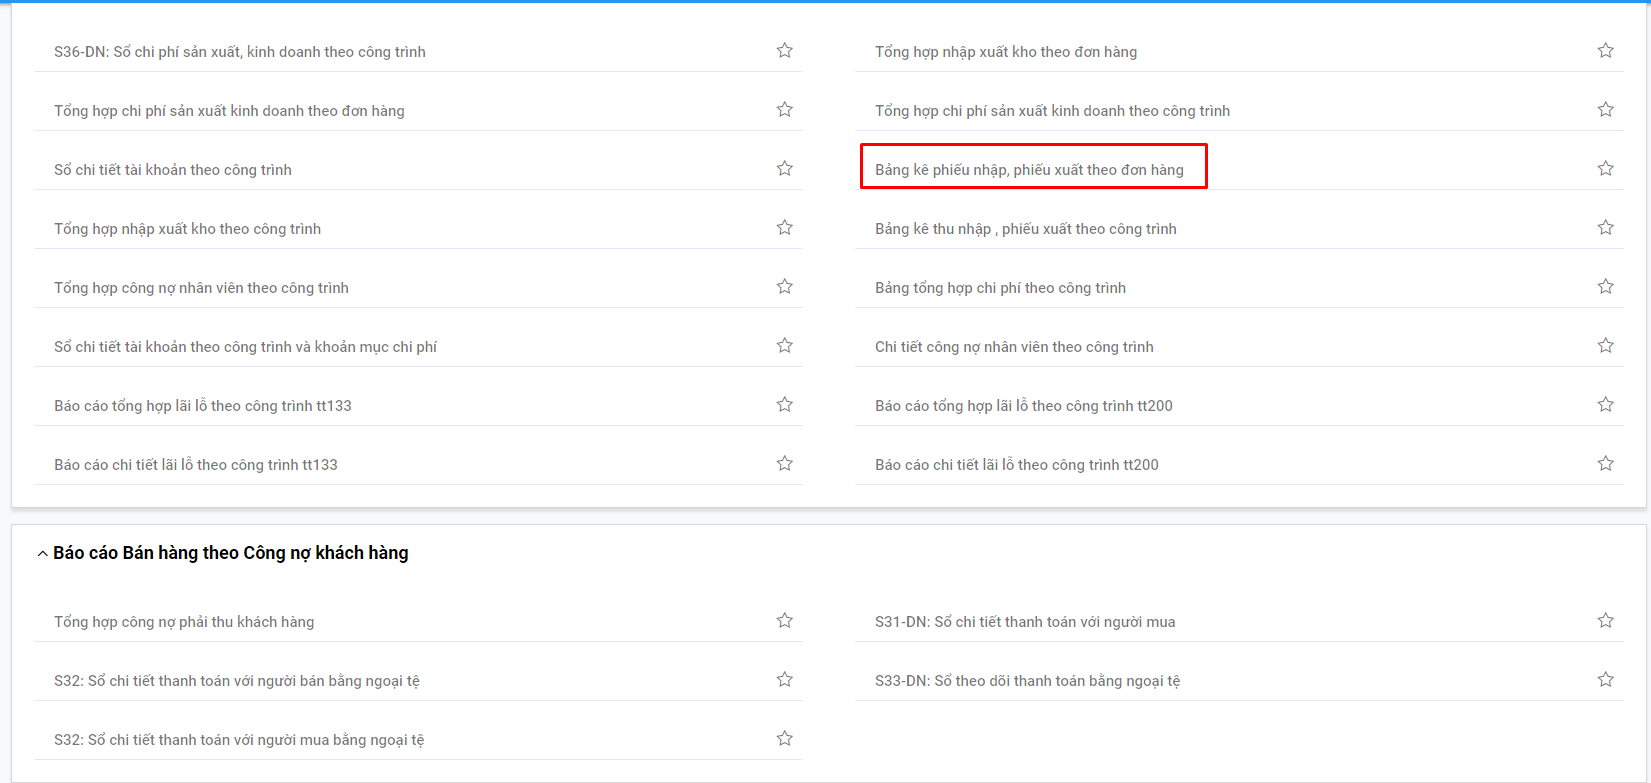 S36-DN: Sổ chi phí sản xuất, kinh doanh theo công trình
Tổng hợp nhập xuất kho theo đơn hàng
Tổng hợp chi phí sản xuất kinh doanh theo đơn hàng
Tổng hợp chi phí sản xuất kinh doanh theo công trình
Sổ chi tiết tài khoản theo công trình
Bảng kê phiếu nhập, phiếu xuất theo đơn hàng
Tổng hợp nhập xuất kho theo công trình
Bảng kê thu nhập , phiếu xuất theo công trình
Tổng hợp công nợ nhân viên theo công trình
Bảng tổng hợp chi phí theo công trình
Sổ chi tiết tài khoản theo công trình và khoản mục chi phí
Chi tiết công nợ nhân viên theo công trình
Báo cáo tổng hợp lãi lỗ theo công trình tt133
Báo cáo tổng hợp lãi lỗ theo công trình tt200
Báo cáo chi tiết lãi lỗ theo công trình tt133
Báo cáo chi tiết lãi lỗ theo công trình tt200
Báo cáo Bán hàng theo Công nợ khách hàng
Tổng hợp công nợ phải thu khách hàng
S31-DN: Sổ chi tiết thanh toán với người mua
S32: Sổ chi tiết thanh toán với người bán bằng ngoại tệ
S33-DN: Sổ theo dõi thanh toán bằng ngoại tệ
S32: Sổ chi tiết thanh toán với người mua bằng ngoại tệ